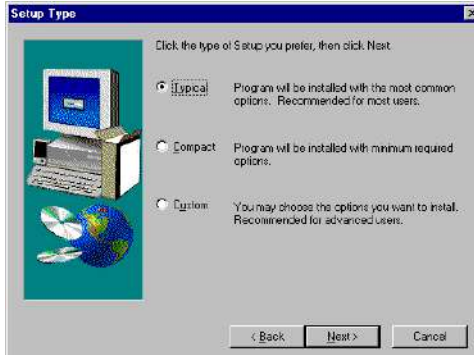 Setup Type
Click the type of Setup you prefer, then click Next.
Typical
Program will be installed with the most common
options. Recommended for most users.
Compact
Program will be installed with minimum required
options.
Custom
You may choose the options you want to install.
Recommended for advanced users.
< Back
Next >
Cancel